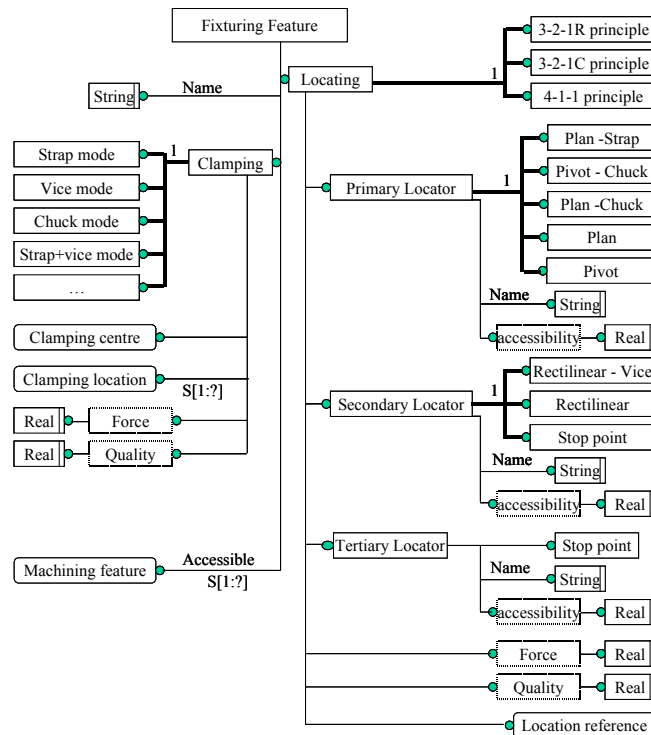 Fixturing Feature
String
Name
Locating
1
3-2-1R principle
3-2-1C principle
4-1-1 principle
Clamping
1
Strap mode
Vice mode
Chuck mode
Strap+vice mode
…
Clamping centre
Clamping location
S[1:?]
Real
Force
Real
Quality
Machining feature
Accessible
S[1:?]
Primary Locator
1
Plan -Strap
Pivot - Chuck
Plan -Chuck
Plan
Pivot
Name
String
accessibility
Real
Secondary Locator
1
Rectilinear - Vice
Rectilinear
Stop point
Name
String
accessibility
Real
Tertiary Locator
Stop point
Name
String
accessibility
Real
Force
Real
Quality
Real
Location reference